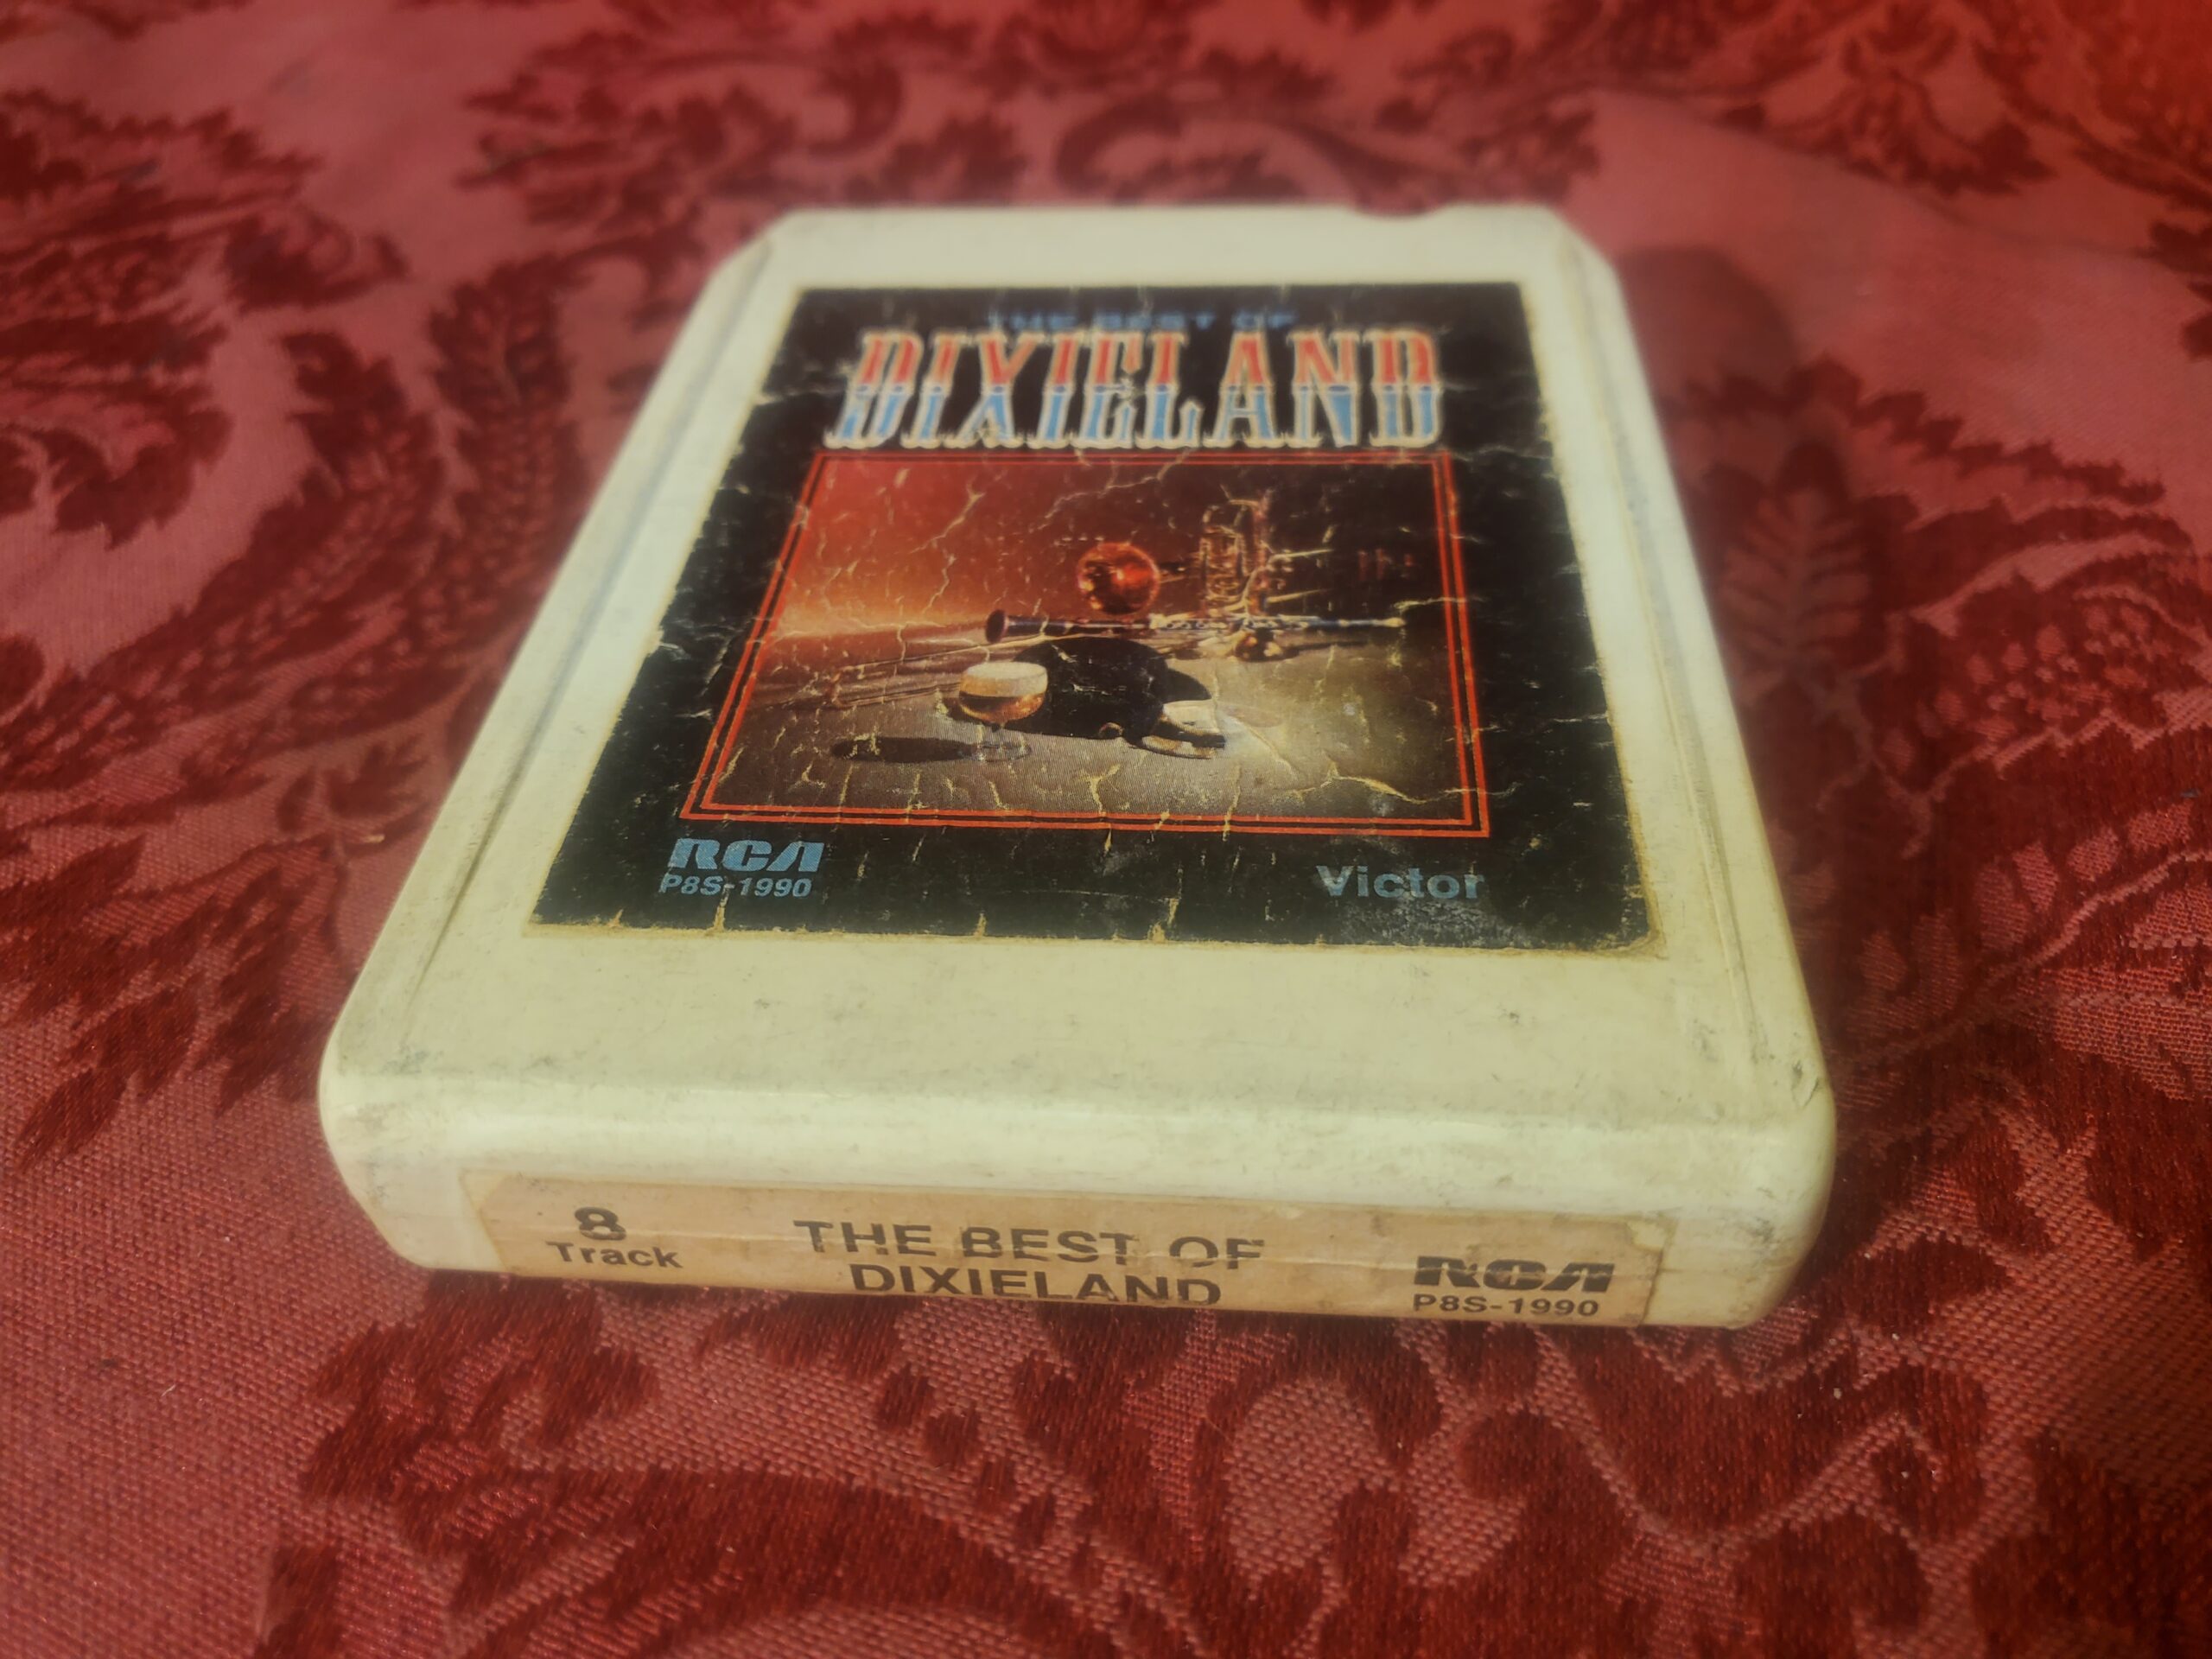 THE BEST OF
DIXIELAND
RCA
P8S-1990
Victor
8
Track
THE BEST OF
DIXIELAND
RCA
P8S-1990